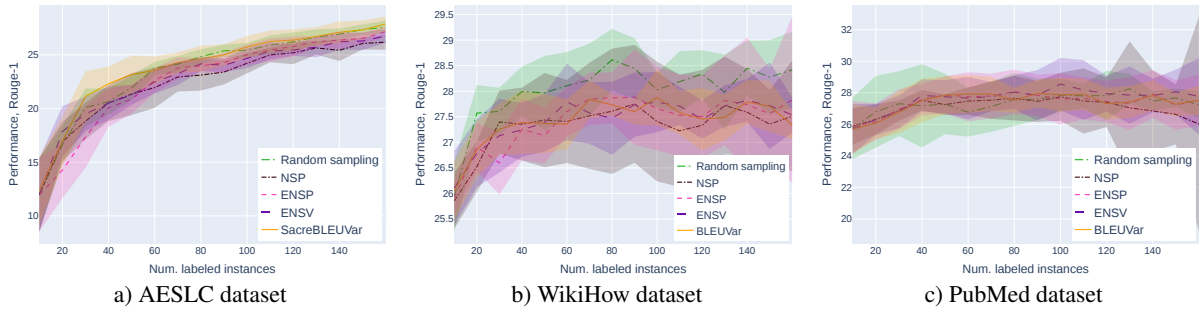 Performance, Rouge-1
25
20
15
10
20
40
60
80
100
120
140
Num. labeled instances
Random sampling
NSP
ENSP
ENSV
SacreBLEUVar
a) AESLC dataset
Performance, Rouge-1
29.5
29
28.5
28
27.5
27
26.5
26
25.5
20
40
60
80
100
120
140
Num. labeled instances
Random sampling
NSP
ENSP
ENSV
BLEUVar
b) WikiHow dataset
Performance, Rouge-1
32
30
28
26
24
22
20
20
40
60
80
100
120
140
Num. labeled instances
Random sampling
NSP
ENSP
ENSV
BLEUVar
c) PubMed dataset